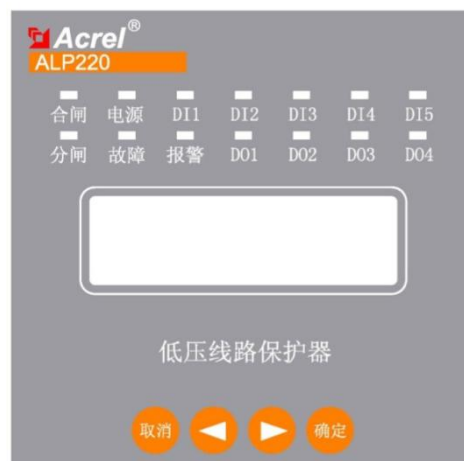 Acrel®
ALP220
合闸 电源 DI1 DI2 DI3 DI4 DI5
分闸 故障 报警 DO1 DO2 DO3 DO4
低压线路保护器
取消 确定